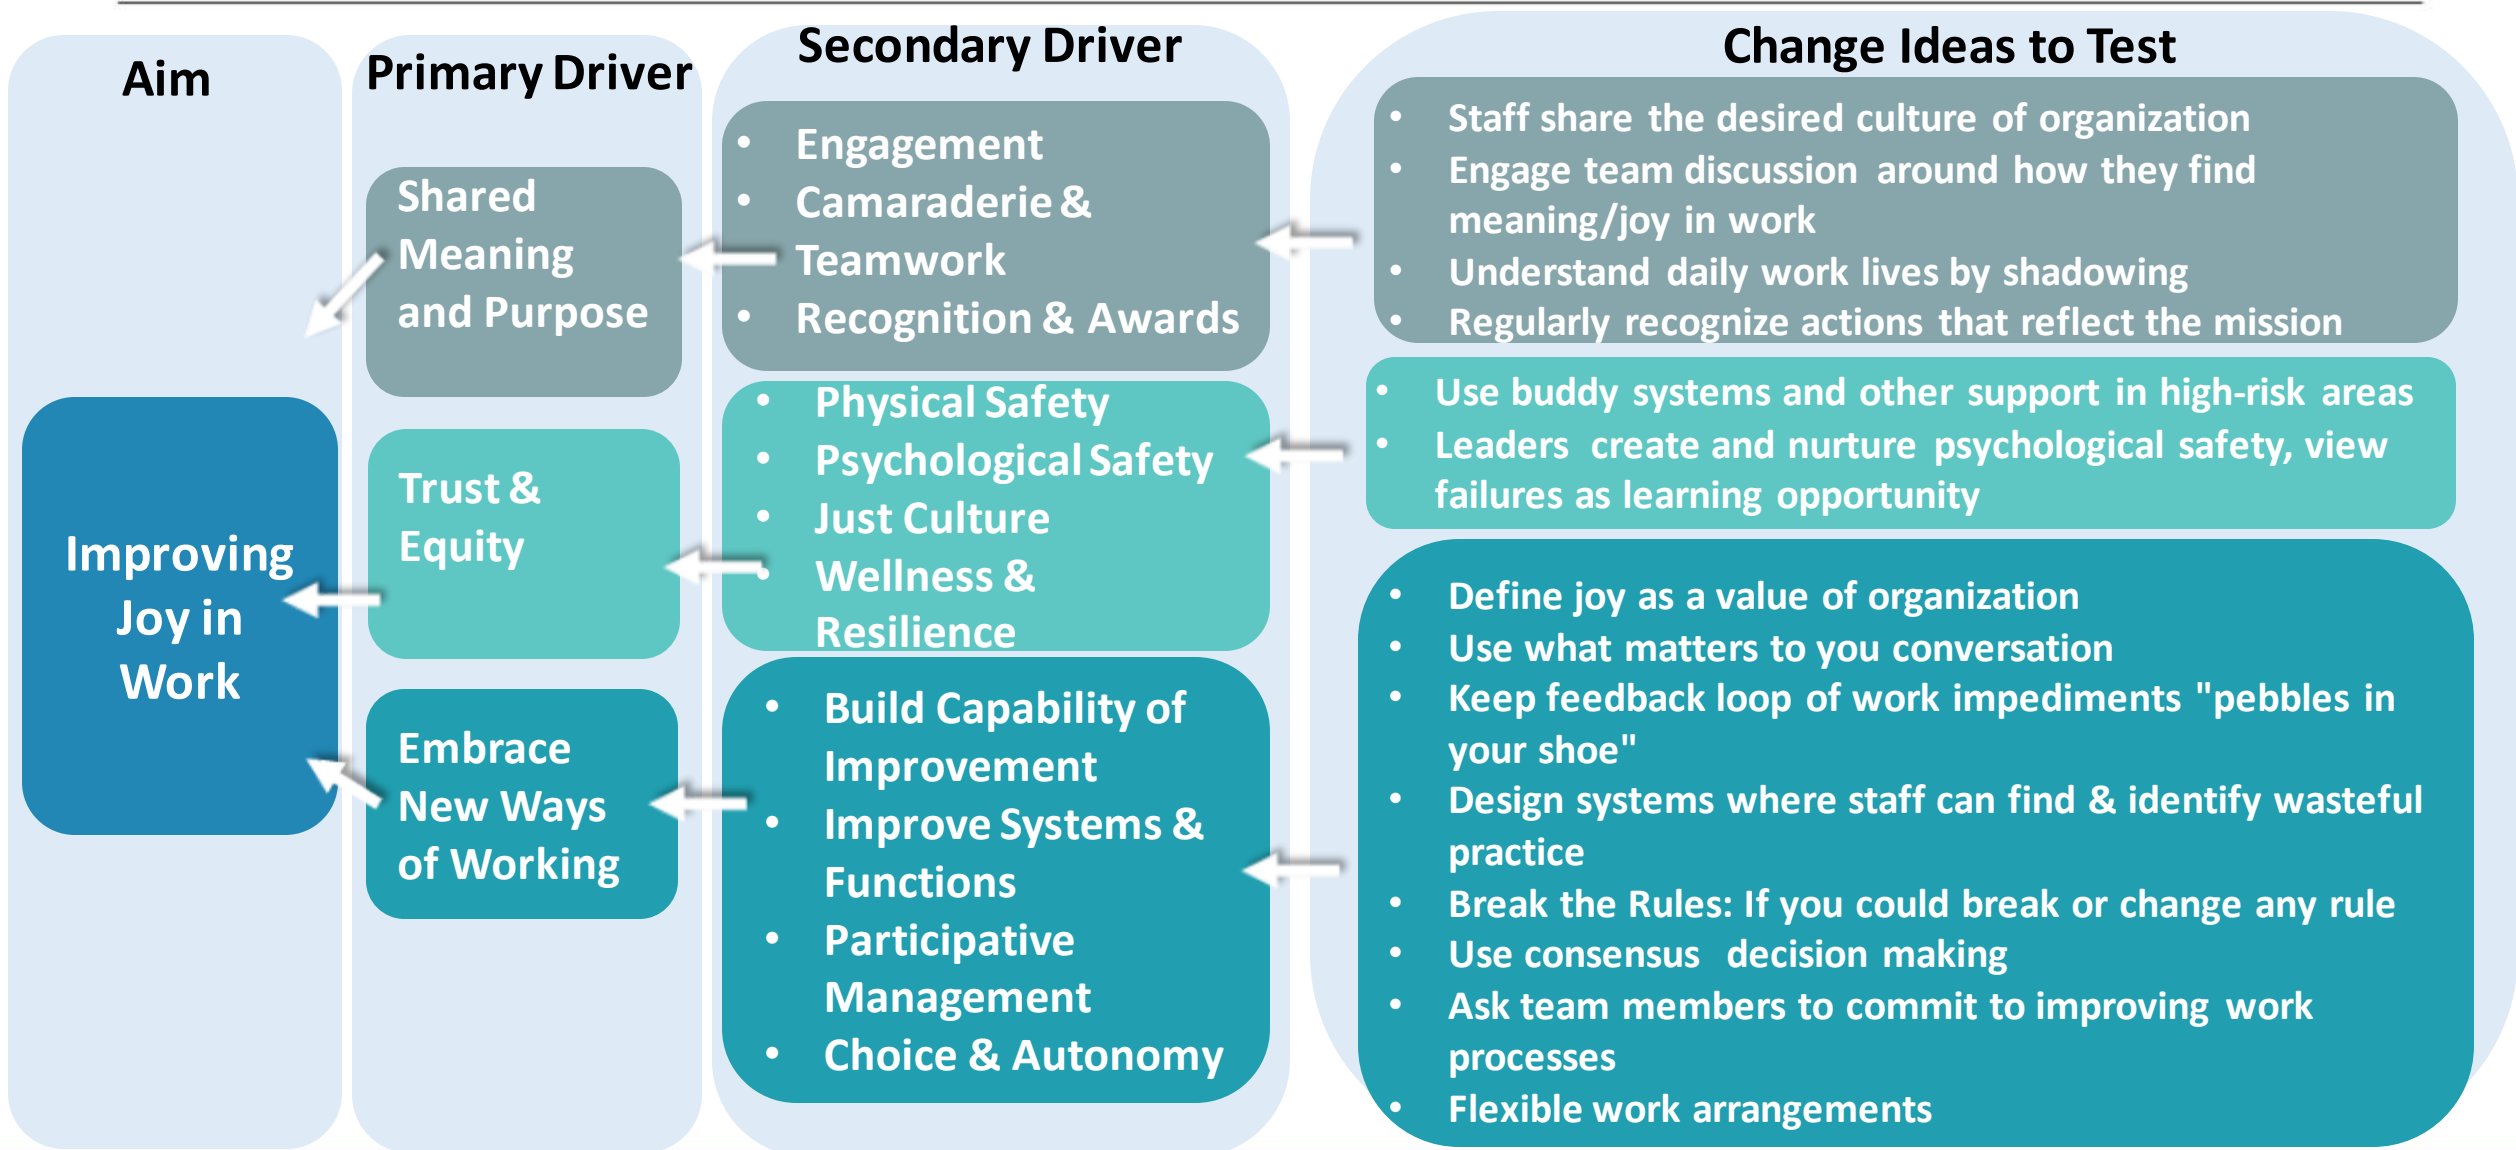 Aim
Primary Driver
Secondary Driver
Change Ideas to Test
Improving
Joy in
Work
Shared
Meaning
and Purpose
Trust &
Equity
Embrace
New Ways
of Working
• Engagement
• Camaraderie &
Teamwork
• Recognition & Awards
• Physical Safety
• Psychological Safety
• Just Culture
• Wellness &
Resilience
• Build Capability of
Improvement
• Improve Systems &
Functions
• Participative
Management
• Choice & Autonomy
• Staff share the desired culture of organization
• Engage team discussion around how they find
meaning/joy in work
• Understand daily work lives by shadowing
• Regularly recognize actions that reflect the mission
• Use buddy systems and other support in high-risk areas
• Leaders create and nurture psychological safety, view
failures as learning opportunity
• Define joy as a value of organization
• Use what matters to you conversation
• Keep feedback loop of work impediments "pebbles in
your shoe"
• Design systems where staff can find & identify wasteful
practice
• Break the Rules: If you could break or change any rule
• Use consensus decision making
• Ask team members to commit to improving work
processes
• Flexible work arrangements